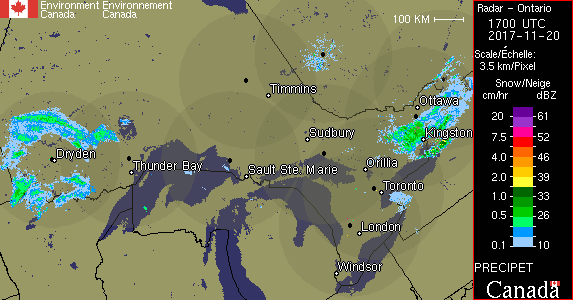 Environment Environnement
Canada Canada
100 KM
Radar - Ontario
1700 UTC
2017-11-20
Scale/Échelle:
3.5 km/Pixel
Snow/Neige
cm/hr dBZ
20 61
7.5 52
4.0 46
2.0 39
1.0 33
0.5 26
0.1 10
PRECIPET
Canada
Timmins
Ottawa
Sudbury
Kingston
Dryden
Thunder Bay
Sault Ste. Marie
Orillia
Toronto
London
Windsor